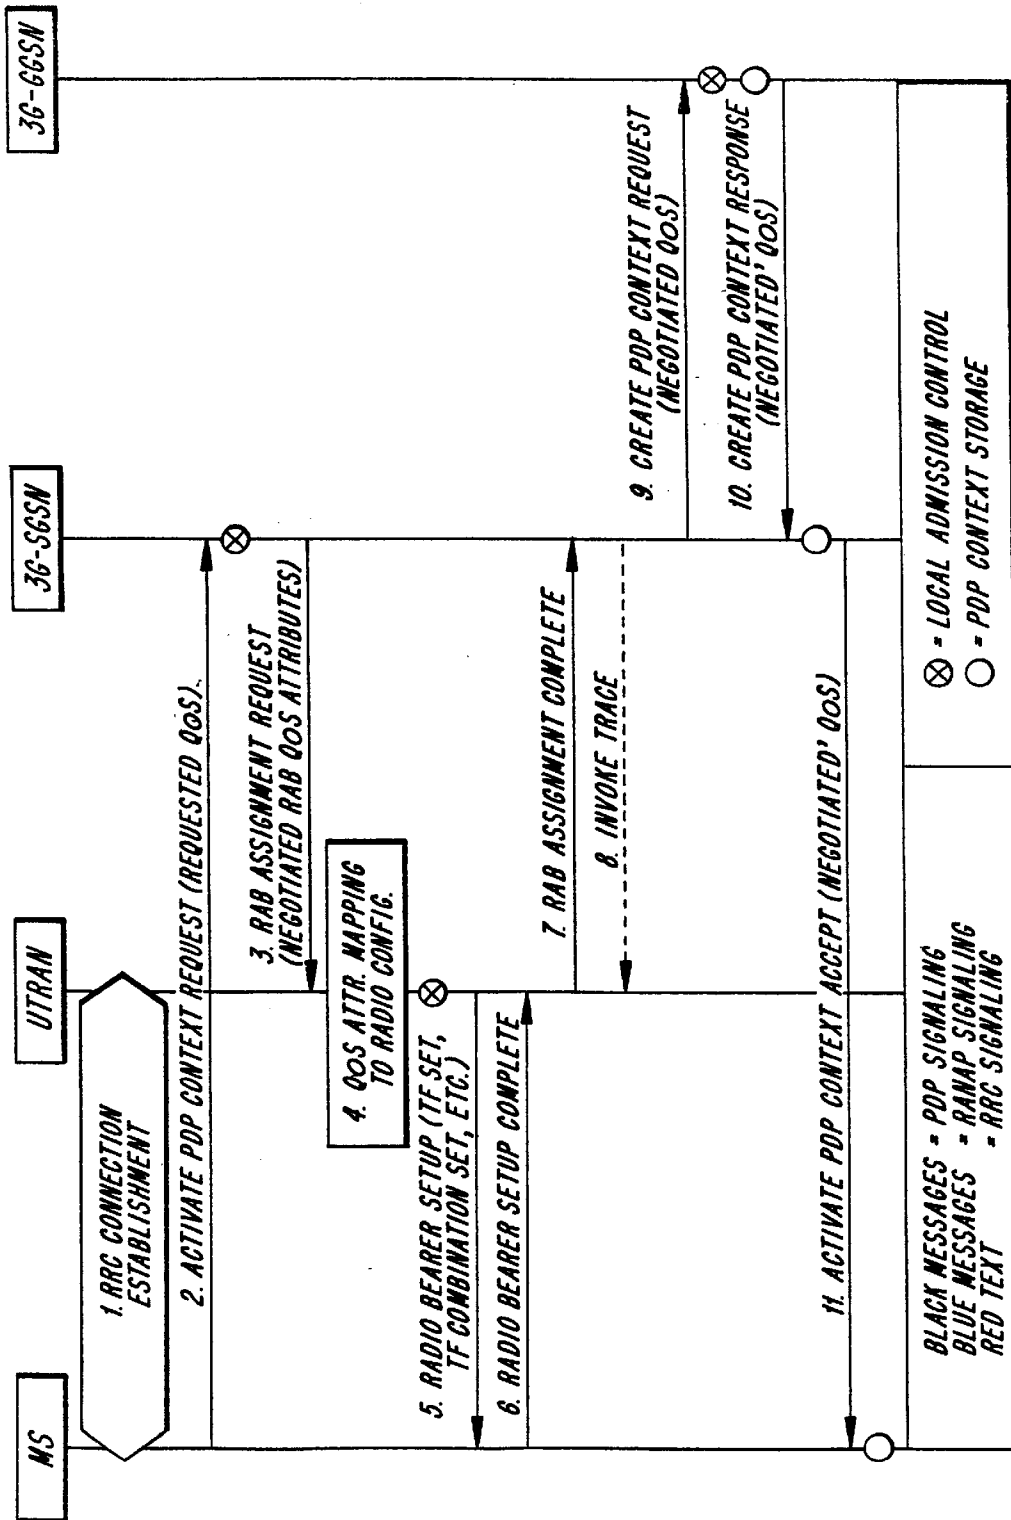 MS
UTRAN
3G-SGSN
3G-GGSN
1. RRC CONNECTION
ESTABLISHMENT
2. ACTIVATE PDP CONTEXT REQUEST (REQUESTED QOS)
3. RAB ASSIGNMENT REQUEST
(NEGOTIATED RAB QOS ATTRIBUTES)
4. QOS ATTR. MAPPING
TO RADIO CONFIG.
5. RADIO BEARER SETUP (TF SET,
TF COMBINATION SET, ETC.)
6. RADIO BEARER SETUP COMPLETE
7. RAB ASSIGNMENT COMPLETE
8. INVOKE TRACE
9. CREATE PDP CONTEXT REQUEST
(NEGOTIATED QOS)
10. CREATE PDP CONTEXT RESPONSE
(NEGOTIATED' QOS)
11. ACTIVATE PDP CONTEXT ACCEPT (NEGOTIATED' QOS)
BLACK MESSAGES = PDP SIGNALING
BLUE MESSAGES = RANAP SIGNALING
RED TEXT = RRC SIGNALING
= LOCAL ADMISSION CONTROL
= PDP CONTEXT STORAGE